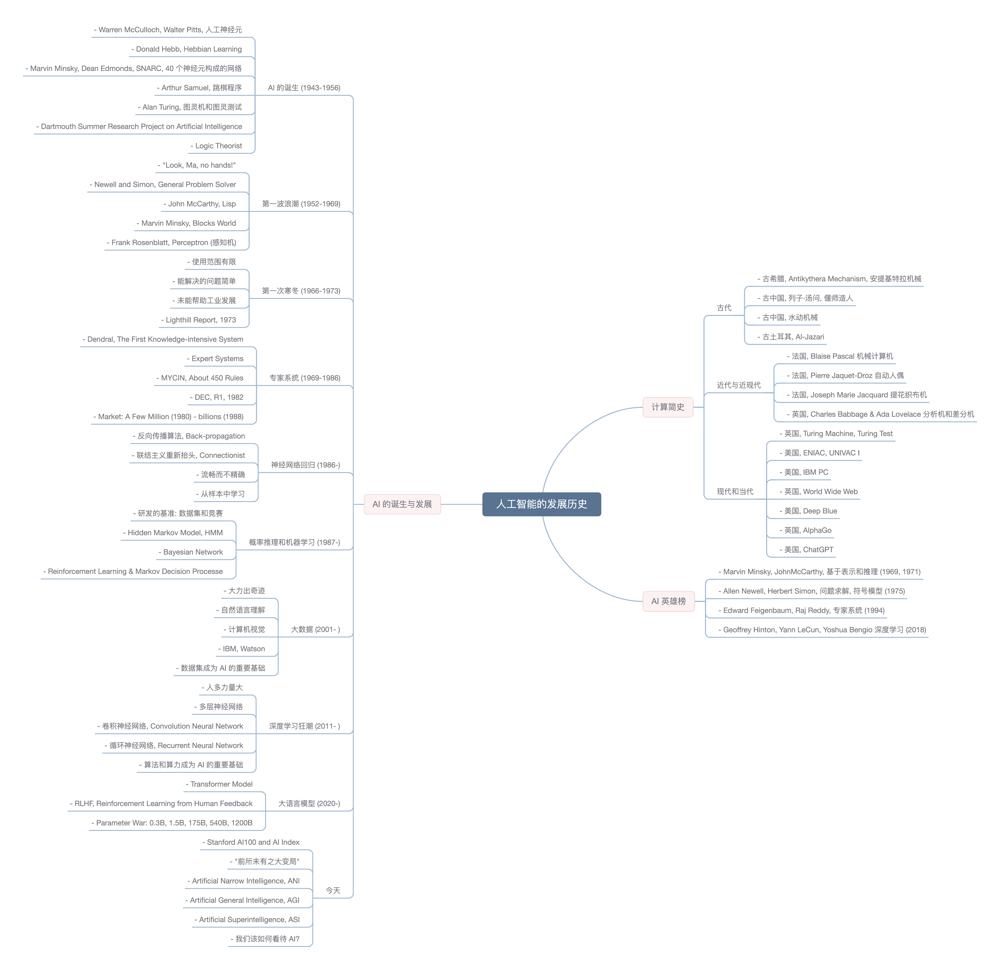 人工智能的发展历史
计算简史
古代
- 古希腊, Antikythera Mechanism, 安提基特拉机械
- 古中国, 列子·汤问, 偃师造人
- 古中国, 水动机械
- 古土耳其, Al-Jazari
近代与近现代
- 法国, Blaise Pascal 机械计算机
- 法国, Pierre Jaquet-Droz 自动人偶
- 法国, Joseph Marie Jacquard 提花织布机
- 英国, Charles Babbage & Ada Lovelace 分析机和差分机
现代和当代
- 英国, Turing Machine, Turing Test
- 美国, ENIAC, UNIVAC I
- 美国, IBM PC
- 英国, World Wide Web
- 美国, Deep Blue
- 英国, AlphaGo
- 美国, ChatGPT
AI 英雄榜
- Marvin Minsky, JohnMcCarthy, 基于表示和推理 (1969, 1971)
- Allen Newell, Herbert Simon, 问题求解, 符号模型 (1975)
- Edward Feigenbaum, Raj Reddy, 专家系统 (1994)
- Geoffrey Hinton, Yann LeCun, Yoshua Bengio 深度学习 (2018)
AI 的诞生与发展
AI 的诞生 (1943-1956)
- Warren McCulloch, Walter Pitts, 人工神经元
- Donald Hebb, Hebbian Learning
- Marvin Minsky, Dean Edmonds, SNARC, 40 个神经元构成的网络
- Arthur Samuel, 跳棋程序
- Alan Turing, 图灵机和图灵测试
- Dartmouth Summer Research Project on Artificial Intelligence
- Logic Theorist
第一波浪潮 (1952-1969)
- "Look, Ma, no hands!"
- Newell and Simon, General Problem Solver
- John McCarthy, Lisp
- Marvin Minsky, Blocks World
- Frank Rosenblatt, Perceptron (感知机)
第一次寒冬 (1966-1973)
- 使用范围有限
- 能解决的问题简单
- 未能帮助工业发展
- Lighthill Report, 1973
专家系统 (1969-1986)
- Dendral, The First Knowledge-intensive System
- Expert Systems
- MYCIN, About 450 Rules
- DEC, R1, 1982
- Market: A Few Million (1980) - billions (1988)
神经网络回归 (1986-)
- 反向传播算法, Back-propagation
- 联结主义重新抬头, Connectionist
- 流畅而不精确
- 从样本中学习
概率推理和机器学习 (1987-)
- 研发的基准: 数据集和竞赛
- Hidden Markov Model, HMM
- Bayesian Network
- Reinforcement Learning & Markov Decision Processe
大数据 (2001- )
- 大力出奇迹
- 自然语言理解
- 计算机视觉
- IBM, Watson
- 数据集成为 AI 的重要基础
深度学习狂潮 (2011- )
- 人多力量大
- 多层神经网络
- 卷积神经网络, Convolution Neural Network
- 循环神经网络, Recurrent Neural Network
- 算法和算力成为 AI 的重要基础
大语言模型 (2020-)
- Transformer Model
- RLHF, Reinforcement Learning from Human Feedback
- Parameter War: 0.3B, 1.5B, 175B, 540B, 1200B
今天
- Stanford AI100 and AI Index
- "前所未有之大变局"
- Artificial Narrow Intelligence, ANI
- Artificial General Intelligence, AGI
- Artificial Superintelligence, ASI
- 我们该如何看待 AI?